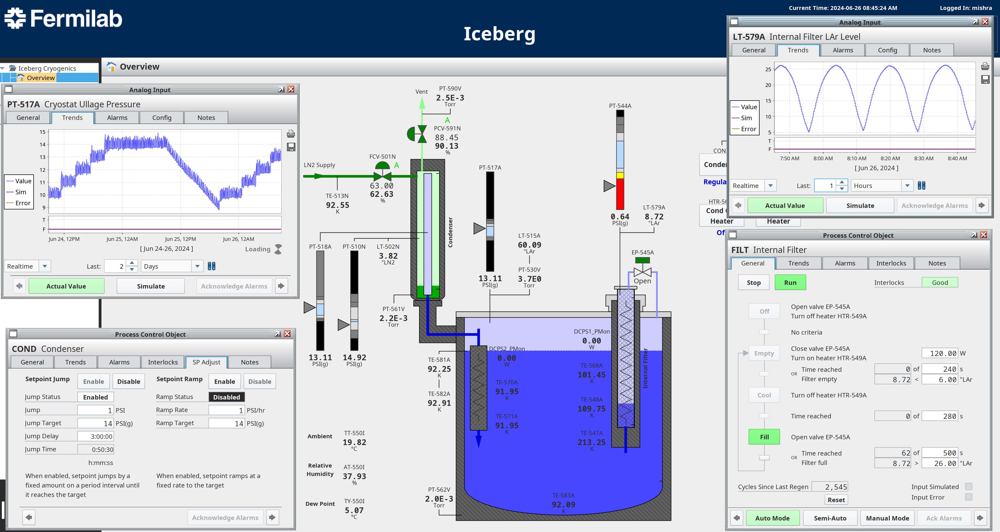 Fermilab
Iceberg
Current Time: 2024-06-26 08:45:24 AM
Logged In: mishra
Iceberg Cryogenics
Overview
Overview
Analog Input
PT-517A Cryostat Ullage Pressure
General Trends Alarms Config Notes
15
14
13
12
11
10
9
T
F
Value
Sim
Error
Jun 24, 12PM Jun 25, 12AM Jun 25, 12PM Jun 26, 12AM
[ Jun 24-26, 2024 ]
Loading
Realtime Last: 2 Days
Actual Value Simulate Acknowledge Alarms
Process Control Object
COND Condenser
General Trends Alarms Interlocks SP Adjust Notes
Setpoint Jump Enable Disable
Jump Status Enabled
Jump 1 PSI
Jump Target 14 PSI(g)
Jump Delay 3:00:00
Jump Time 0:50:30
h:mm:ss
When enabled, setpoint jumps by a
fixed amount on a period interval until
it reaches the target
Setpoint Ramp Enable Disable
Ramp Status Disabled
Ramp Rate 1 PSI/hr
Ramp Target 14 PSI(g)
When enabled, setpoint ramps at a
fixed rate to the target
Acknowledge Alarms
Vent
PT-590V
2.5E-3
Torr
A
PCV-591N
88.45
90.13
%
LN2 Supply
FCV-501N
A
63.00
62.63
%
TE-513N
92.55
K
Condenser
PT-518A
13.11
PSI(g)
PT-510N
14.92
PSI(g)
LT-502N
3.82
"LN2
PT-561V
2.2E-3
Torr
PT-517A
13.11
PSI(g)
LT-515A
60.09
"LAr
PT-530V
3.7E0
Torr
PT-544A
0.64
PSI(g)
LT-579A
8.72
"LAr
EP-545A
Open
CON
Conder
Regula
HTR-56
Cond
Heater
Heater
Of
DCPS2_PMon
0.00
W
DCPS1_PMon
0.00
W
Internal Filter
TE-581A
92.25
K
TE-582A
92.91
K
TE-570A
91.95
K
TE-571A
91.95
K
TE-568A
101.45
K
TE-548A
109.75
K
TE-547A
213.25
K
TE-583A
92.09
K
PT-562V
2.0E-3
Torr
Ambient
TT-550I
19.82
°C
Relative
Humidity
AT-550I
37.93
%
Dew Point
TY-550I
5.07
°C
Analog Input
LT-579A Internal Filter LAr Level
General Trends Alarms Config Notes
25
20
15
10
5
T
F
Value
Sim
Error
7:50 AM 8:00 AM 8:10 AM 8:20 AM 8:30 AM 8:40 AM
[ Jun 26, 2024 ]
Realtime Last: 1 Hours
Actual Value Simulate Acknowledge Alarms
Process Control Object
FILT Internal Filter
General Trends Alarms Interlocks Notes
Stop Run Interlocks Good
Off
Open valve EP-545A
Turn off heater HTR-549A
No criteria
Empty
Close valve EP-545A
Turn on heater HTR-549A
120.00 W
OR
Time reached 0 of 240 s
Filter empty 8.72 < 6.00 "LAr
Cool
Turn off heater HTR-549A
Time reached 0 of 280 s
Fill
Open valve EP-545A
OR
Time reached 62 of 500 s
Filter full 8.72 > 26.00 "LAr
Cycles Since Last Regen 2,545
Reset
Input Simulated
Input Error
Auto Mode Semi-Auto Manual Mode Ack Alarms